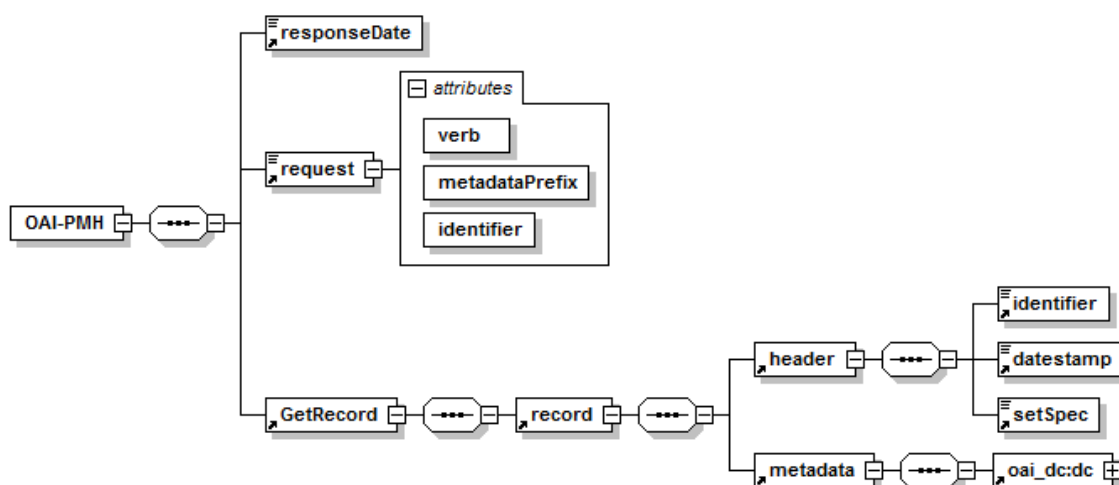 responseDate
attributes
verb
request
metadataPrefix
OAI-PMH
identifier
identifier
header
datestamp
GetRecord
record
setSpec
metadata
oai_dc:dc